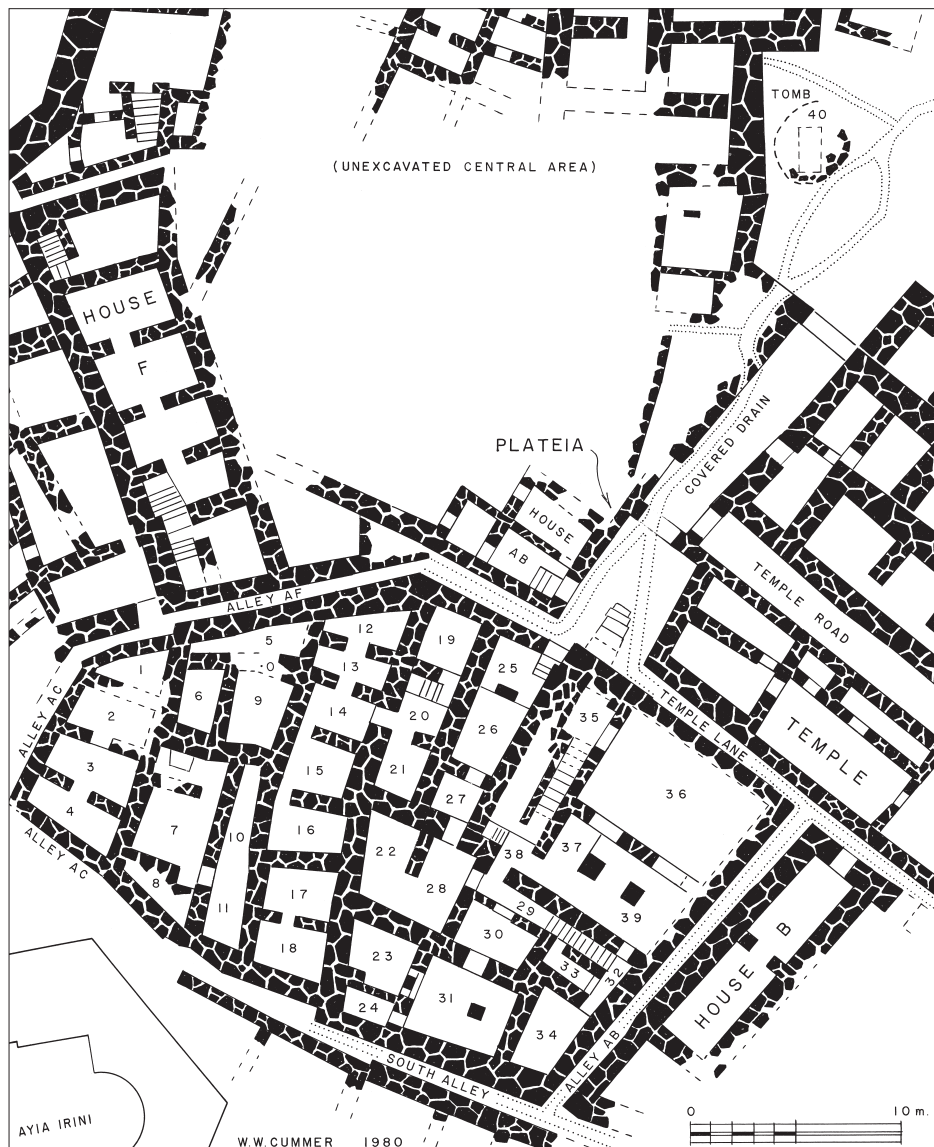 TOMB
40
(UNEXCAVATED CENTRAL AREA)
HOUSE
F
PLATEIA
COVERED DRAIN
HOUSE
AB
TEMPLE ROAD
ALLEY AF
TEMPLE LANE
TEMPLE
ALLEY AC
ALLEY AC
1
2
3
4
5
0
6
7
8
9
10
11
12
13
14
15
16
17
18
19
20
21
22
23
24
25
26
27
28
29
30
31
32
33
34
35
36
37
38
39
HOUSE B
ALLEY AB
SOUTH ALLEY
AYIA IRINI
W.W.CUMMER 1980
0 10 m.